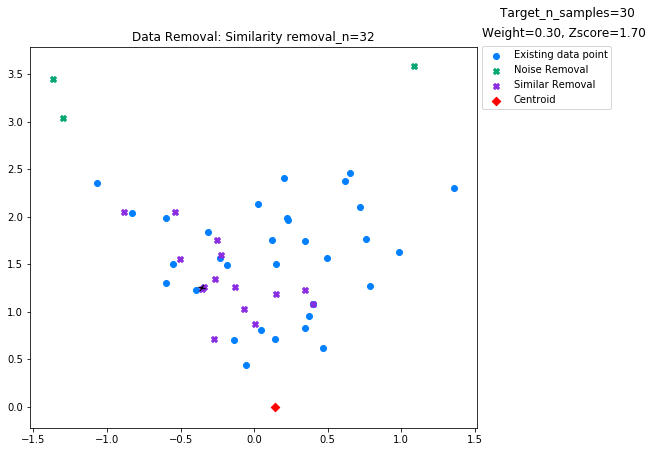 Target_n_samples=30
Weight=0.30, Zscore=1.70
Data Removal: Similarity removal_n=32
Existing data point
Noise Removal
Similar Removal
Centroid
3.5
3.0
2.5
2.0
1.5
1.0
0.5
0.0
−1.5 −1.0 −0.5 0.0 0.5 1.0 1.5